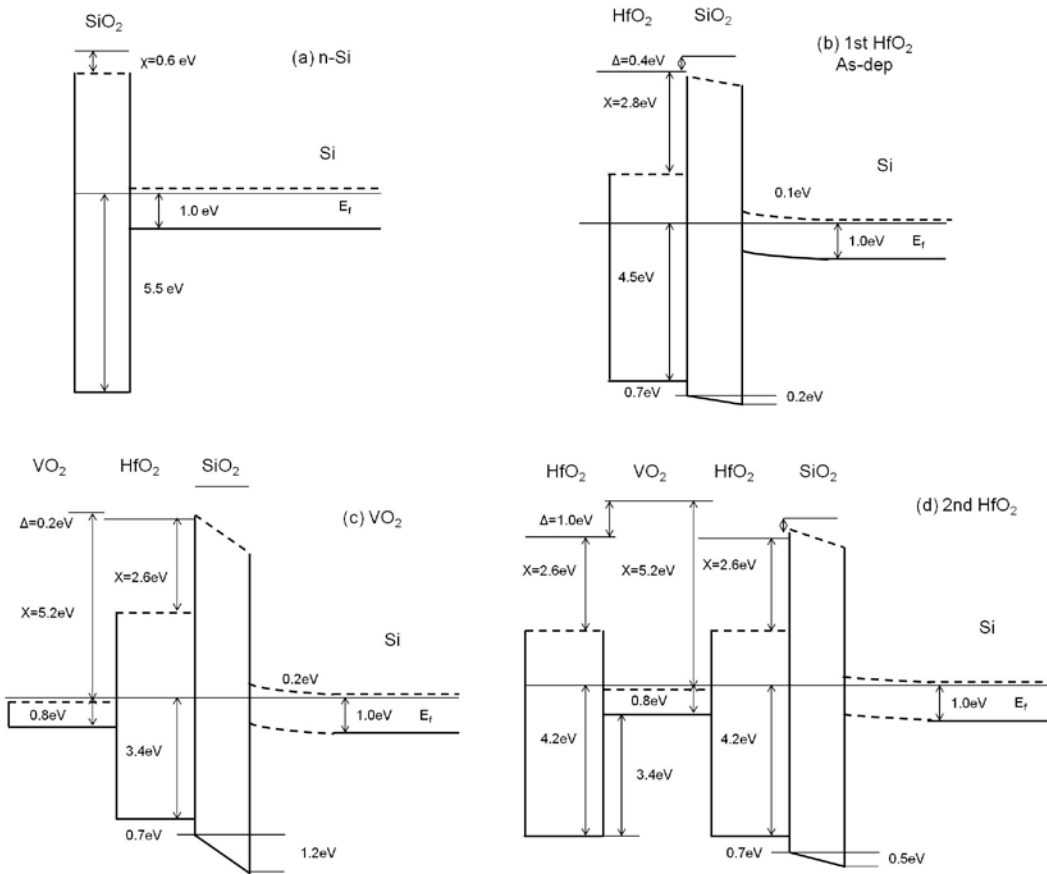 SiO2
χ=0.6 eV
(a) n-Si
Si
1.0 eV
Ef
5.5 eV
HfO2 SiO2
(b) 1st HfO2
As-dep
Δ=0.4eV
X=2.8eV
Si
0.1eV
1.0eV
Ef
4.5eV
0.7eV
0.2eV
VO2 HfO2 SiO2
(c) VO2
Δ=0.2eV
X=2.6eV
X=5.2eV
Si
0.2eV
0.8eV
1.0eV
Ef
3.4eV
0.7eV
1.2eV
HfO2 VO2 HfO2 SiO2
(d) 2nd HfO2
Δ=1.0eV
X=2.6eV X=5.2eV X=2.6eV
Si
0.8eV
1.0eV
Ef
4.2eV
3.4eV
4.2eV
0.7eV
0.5eV